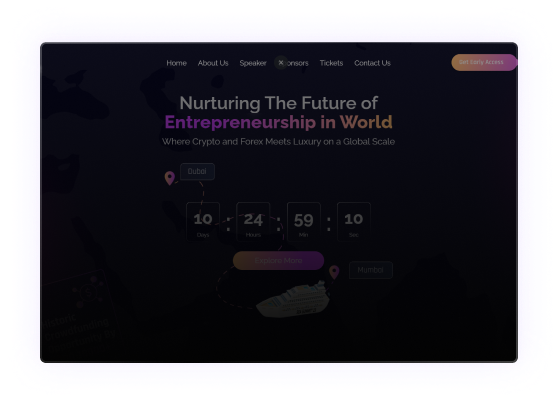 Home About Us Speaker onsors Tickets Contact Us
Get Early Access
Nurturing The Future of
Entrepreneurship in World
Where Crypto and Forex Meets Luxury on a Global Scale
Dubai
10 : 24 : 59 : 10
Days Hours Min Sec
Explore More
Mumbai